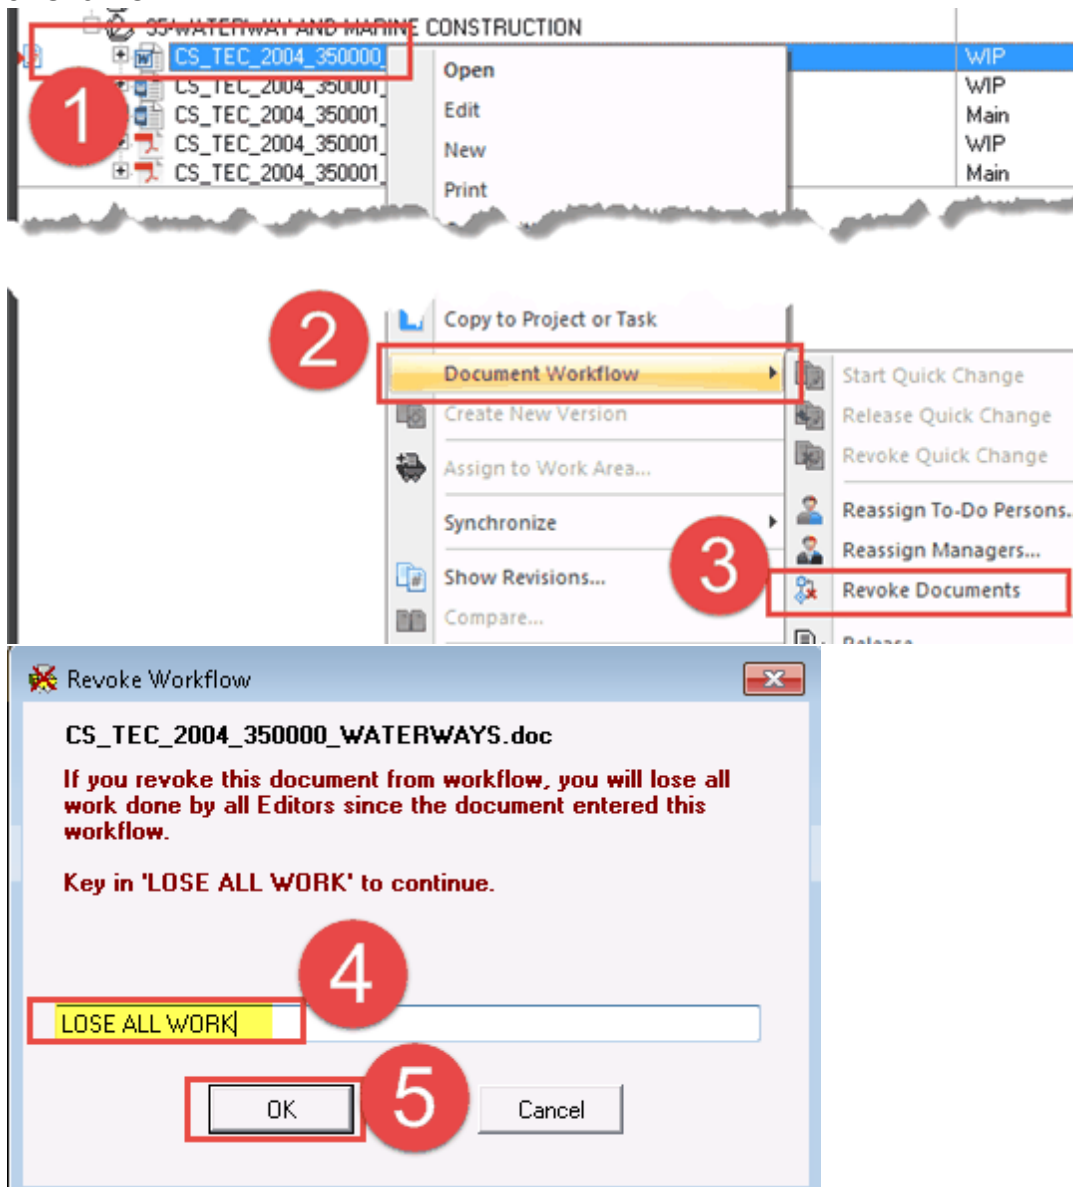 35-WATERWAY AND MARINE CONSTRUCTION
CS_TEC_2004_350000_ WIP
CS_TEC_2004_350001_ WIP
CS_TEC_2004_350001_ Main
CS_TEC_2004_350001_ WIP
CS_TEC_2004_350001_ Main
1
Open
Edit
New
Print
2
Copy to Project or Task
Document Workflow
Create New Version
Assign to Work Area...
Synchronize
Show Revisions...
Compare...
Start Quick Change
Release Quick Change
Revoke Quick Change
Reassign To-Do Persons..
Reassign Managers...
3
Revoke Documents
Release
Revoke Workflow
CS_TEC_2004_350000_WATERWAYS.doc
If you revoke this document from workflow, you will lose all
work done by all Editors since the document entered this
workflow.
Key in 'LOSE ALL WORK' to continue.
4
LOSE ALL WORK
5
OK
Cancel